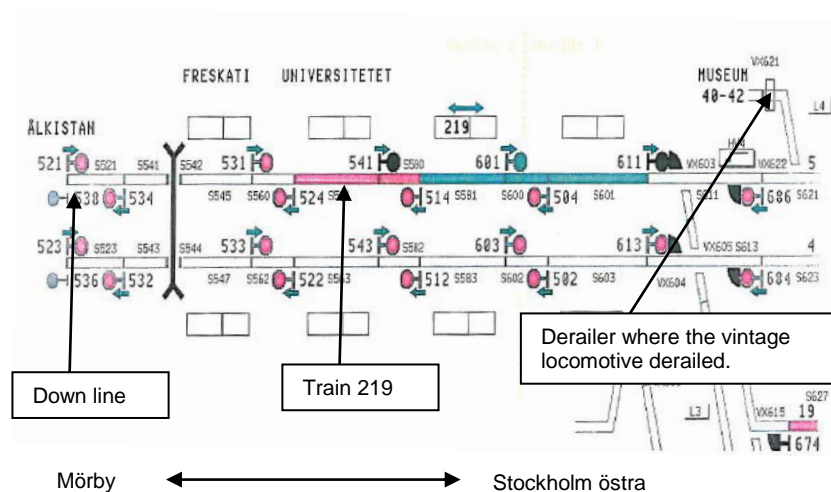 VX621
FRESKATI UNIVERSITETET MUSEUM
40-42
L4
219
ÅLKISTAN
521 S521 S541 S542 531 541 S580 601 611 VX603 VX622 5
538 534 S545 S560 524 514 S581 S600 504 S601 686 S621
523 S523 S543 S544 533 543 S582 603 613 VX605 S613 4
536 532 S547 S562 522 512 S583 S602 502 S603 VX604 684 S623
Derailer where the vintage
locomotive derailed.
Down line
Train 219
S627
L3 VX615 19
674
Mörby Stockholm östra